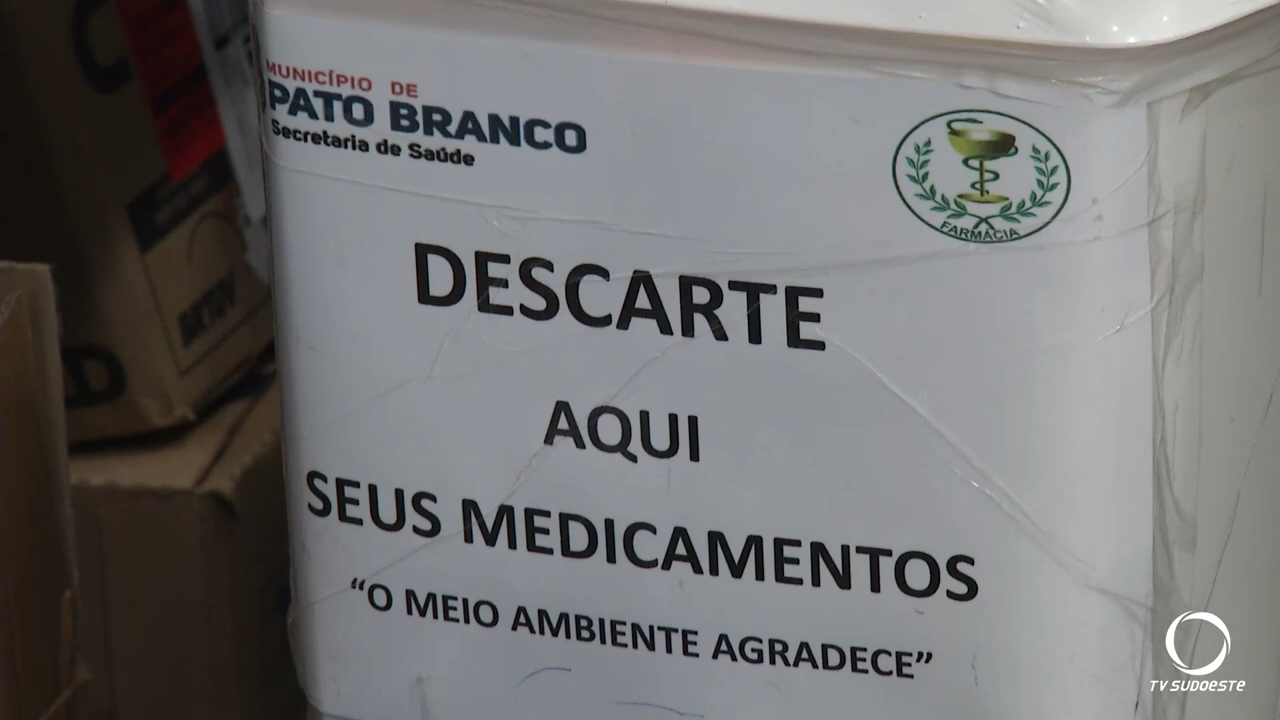 MUNICÍPIO DE
PATO BRANCO
Secretaria de Saúde
FARMÁCIA
DESCARTE
AQUI
SEUS MEDICAMENTOS
“O MEIO AMBIENTE AGRADECE”
TV SUDOESTE